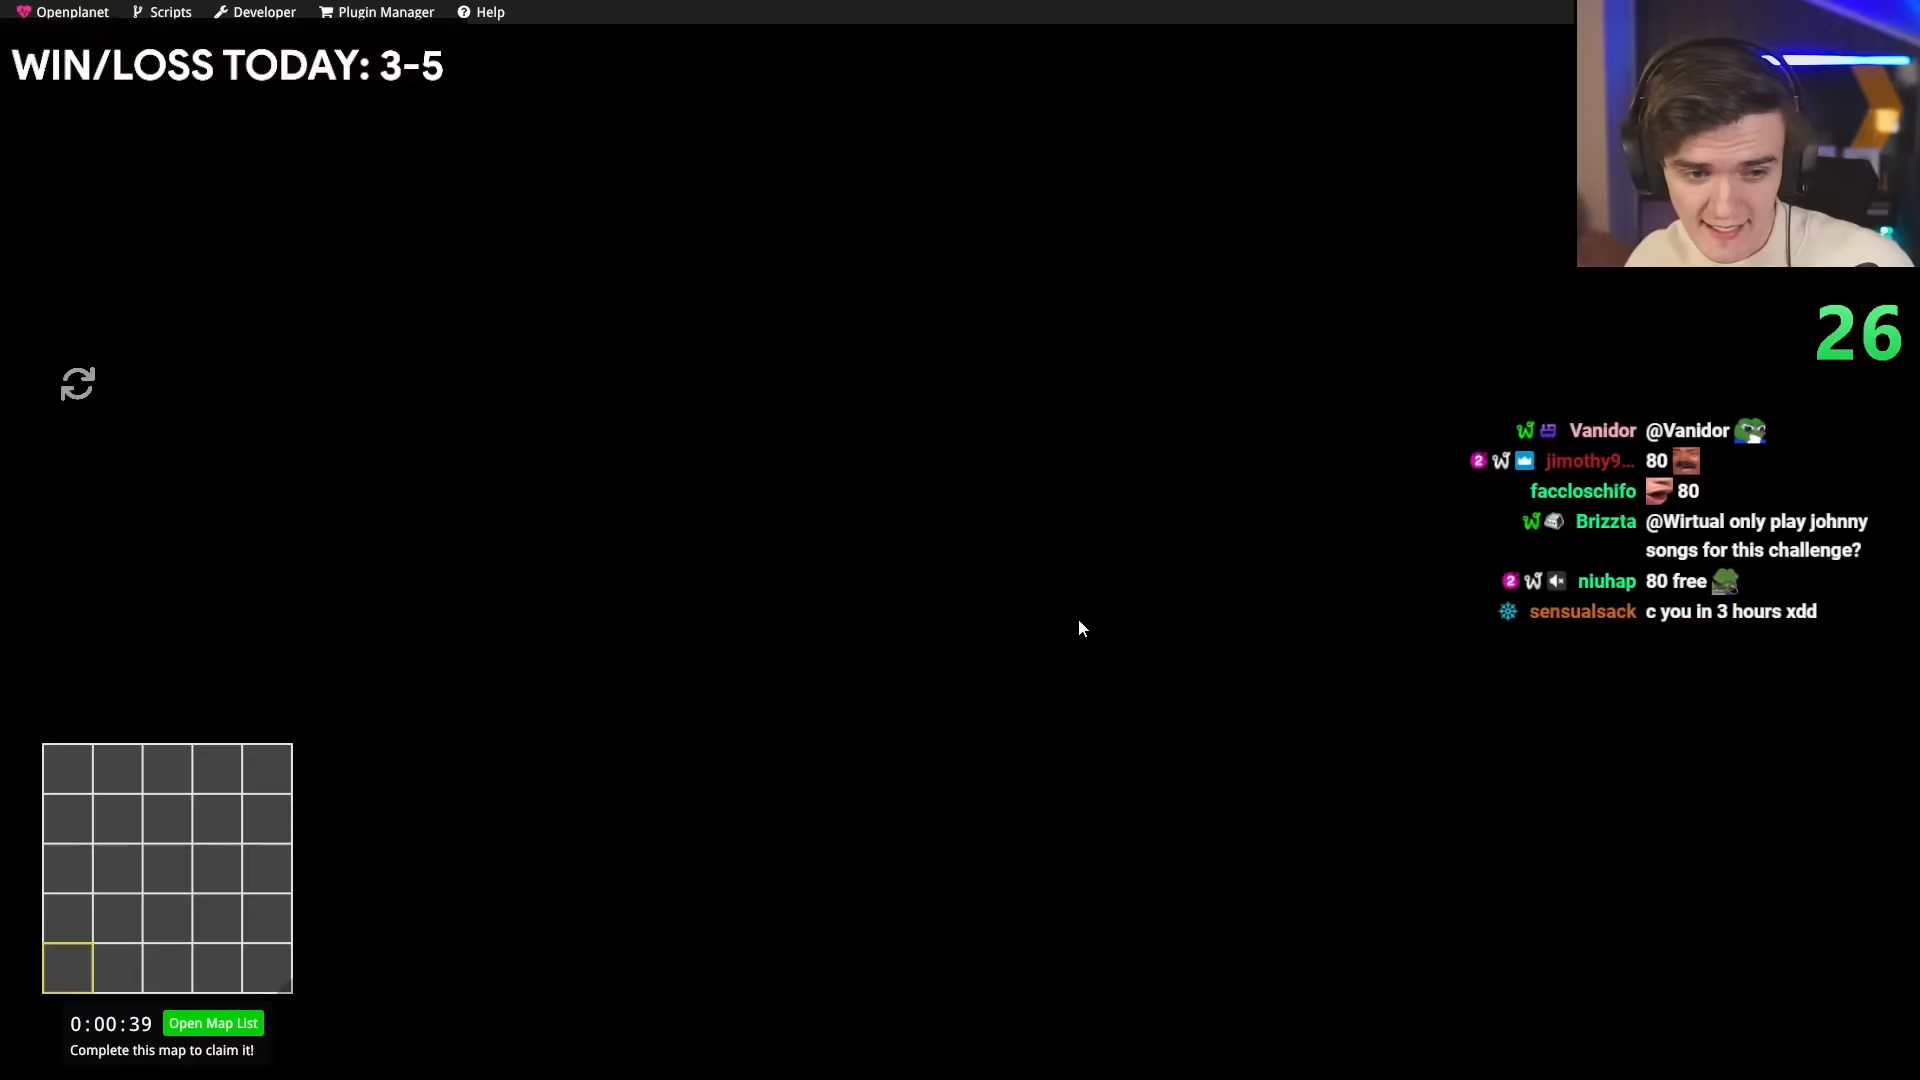 Openplanet Scripts Developer Plugin Manager Help
WIN/LOSS TODAY: 3-5
26
Vanidor @Vanidor
2 jimothy9... 80
faccloschifo 80
Brizzta @Wirtual only play johnny
songs for this challenge?
2 niuhap 80 free
sensualsack c you in 3 hours xdd
0:00:39 Open Map List
Complete this map to claim it!